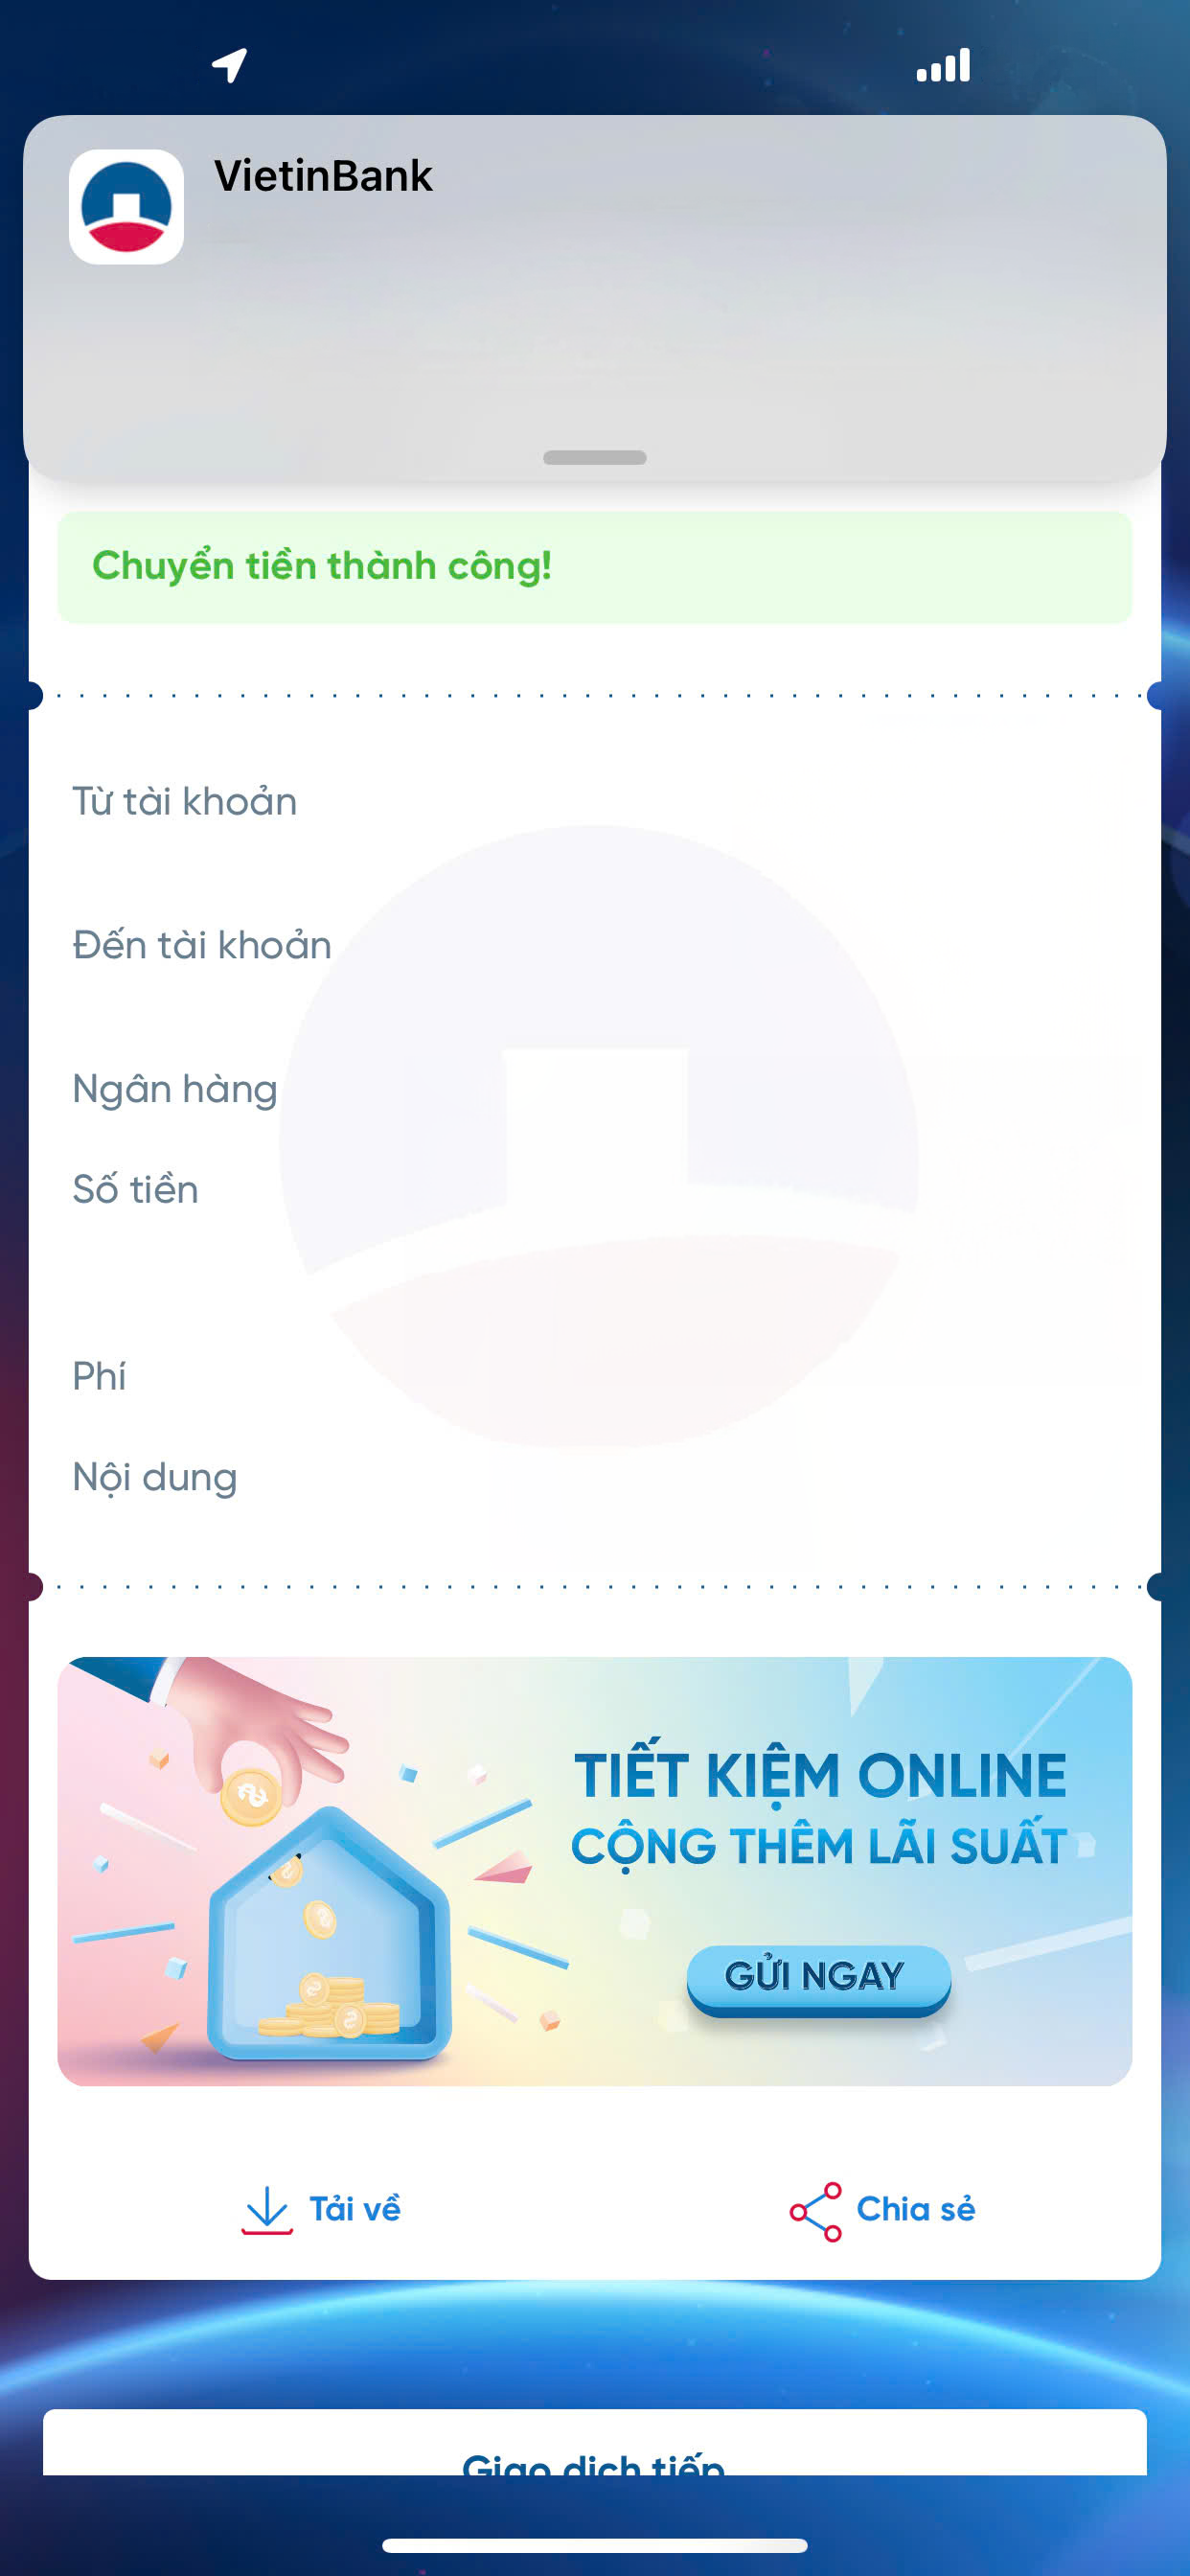 VietinBank
Chuyển tiền thành công!
Từ tài khoản
Đến tài khoản
Ngân hàng
Số tiền
Phí
Nội dung
TIẾT KIỆM ONLINE
CỘNG THÊM LÃI SUẤT
GỬI NGAY
Tải về
Chia sẻ
Giao dịch tiếp